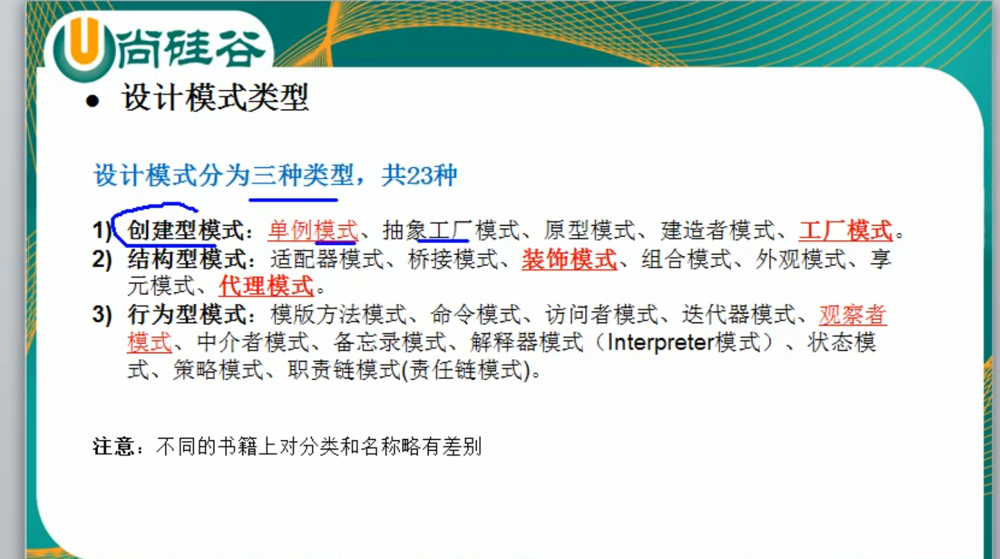 尚硅谷
● 设计模式类型
设计模式分为三种类型，共23种
1) 创建型模式：单例模式、抽象工厂模式、原型模式、建造者模式、工厂模式。
2) 结构型模式：适配器模式、桥接模式、装饰模式、组合模式、外观模式、享
元模式、代理模式。
3) 行为型模式：模版方法模式、命令模式、访问者模式、迭代器模式、观察者
模式、中介者模式、备忘录模式、解释器模式（Interpreter模式）、状态模
式、策略模式、职责链模式(责任链模式)。
注意：不同的书籍上对分类和名称略有差别